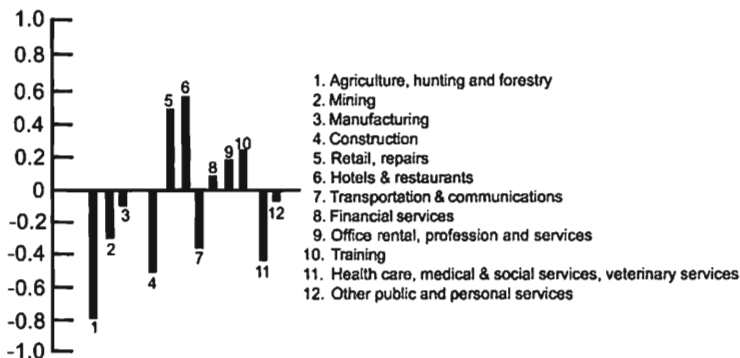 1.0
0.8
0.6
0.4
0.2
0
-0.2
-0.4
-0.6
-0.8
-1.0
1
2
3
4
5
6
7
8
9
10
11
12
1. Agriculture, hunting and forestry
2. Mining
3. Manufacturing
4. Construction
5. Retail, repairs
6. Hotels & restaurants
7. Transportation & communications
8. Financial services
9. Office rental, profession and services
10. Training
11. Health care, medical & social services, veterinary services
12. Other public and personal services